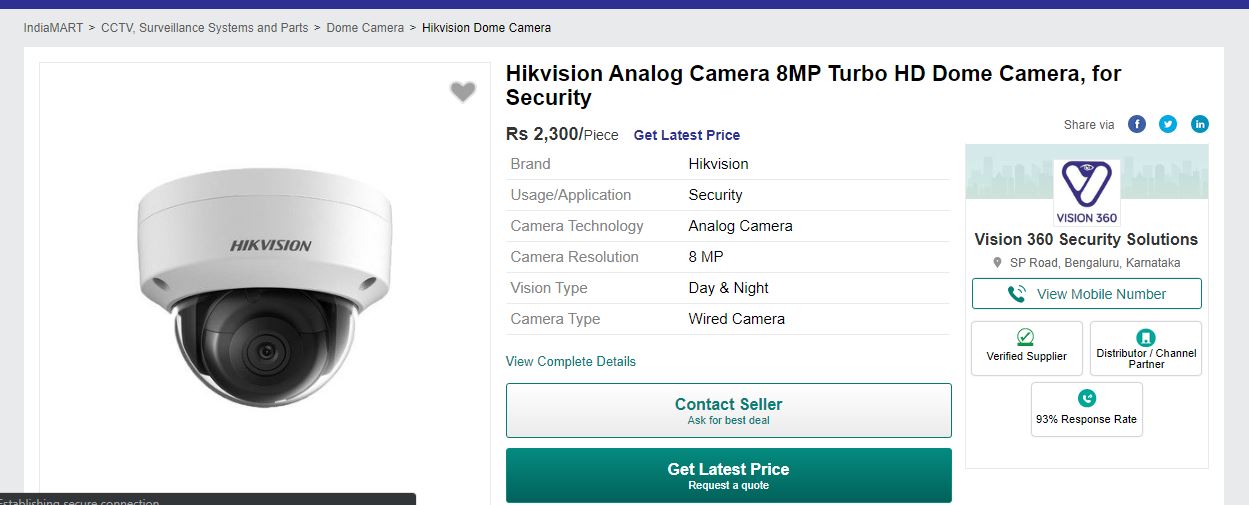 IndiaMART > CCTV, Surveillance Systems and Parts > Dome Camera > Hikvision Dome Camera
HIKVISION
Hikvision Analog Camera 8MP Turbo HD Dome Camera, for
Security
Rs 2,300/Piece Get Latest Price
Brand Hikvision
Usage/Application Security
Camera Technology Analog Camera
Camera Resolution 8 MP
Vision Type Day & Night
Camera Type Wired Camera
View Complete Details
Contact Seller
Ask for best deal
Get Latest Price
Request a quote
Share via f in
VISION 360
Vision 360 Security Solutions
SP Road, Bengaluru, Karnataka
View Mobile Number
Verified Supplier
Distributor / Channel
Partner
93% Response Rate
Establishing secure connection